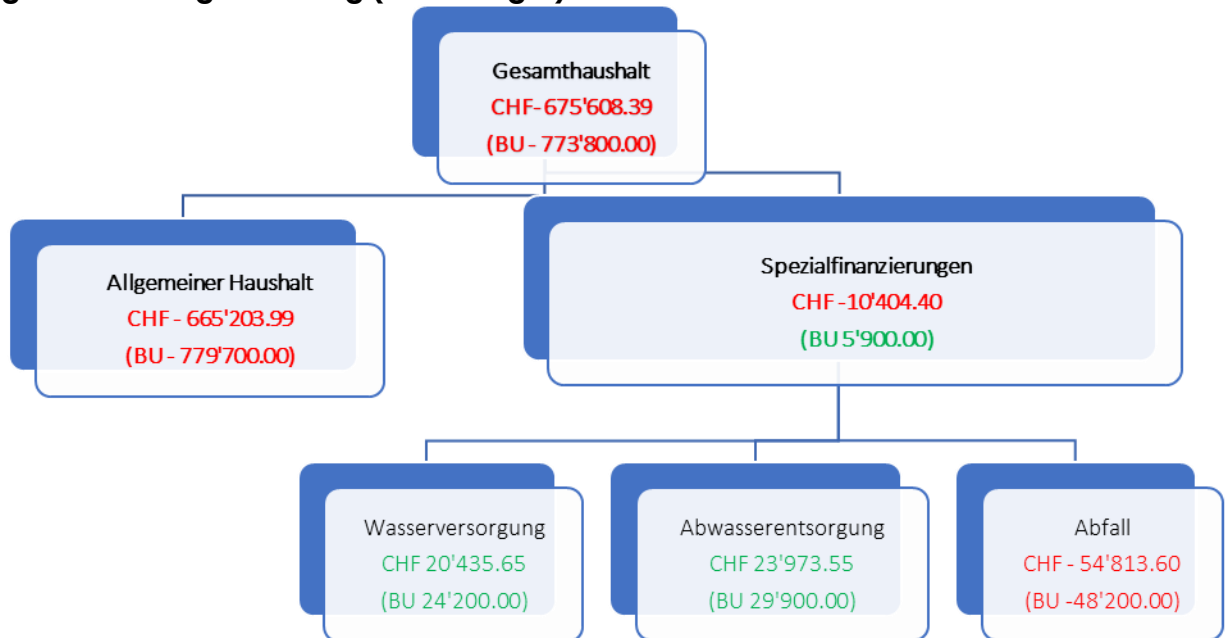 Gesamthaushalt
CHF- 675'608.39
(BU - 773'800.00)
Allgemeiner Haushalt
CHF - 665'203.99
(BU - 779'700.00)
Spezialfinanzierungen
CHF -10'404.40
(BU 5'900.00)
Wasserversorgung
CHF 20'435.65
(BU 24'200.00)
Abwasserentsorgung
CHF 23'973.55
(BU 29'900.00)
Abfall
CHF - 54'813.60
(BU -48'200.00)